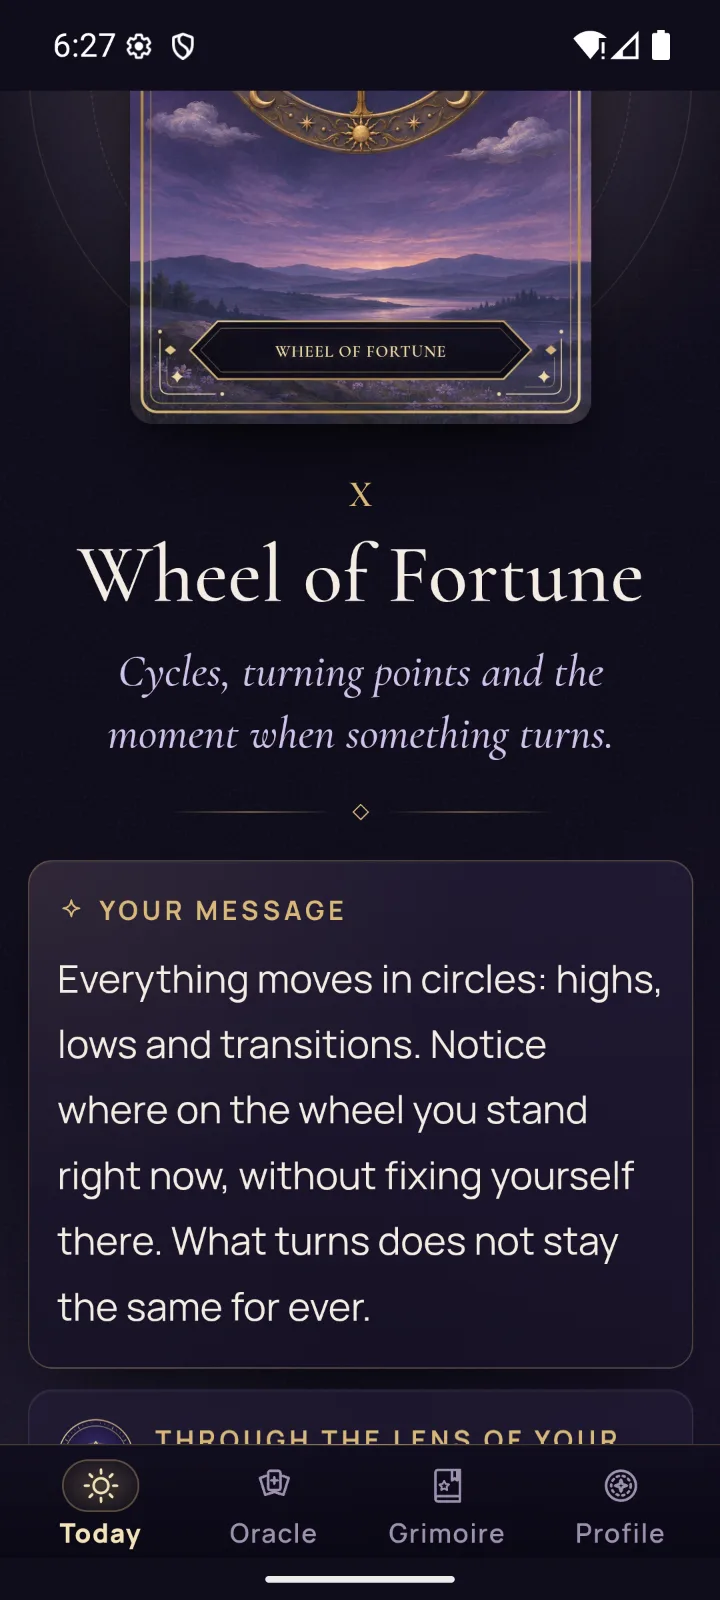 6:27
WHEEL OF FORTUNE
X
Wheel of Fortune
Cycles, turning points and the
moment when something turns.
YOUR MESSAGE
Everything moves in circles: highs,
lows and transitions. Notice
where on the wheel you stand
right now, without fixing yourself
there. What turns does not stay
the same for ever.
THROUGH THE LENS OF YOUR
Today
Oracle
Grimoire
Profile